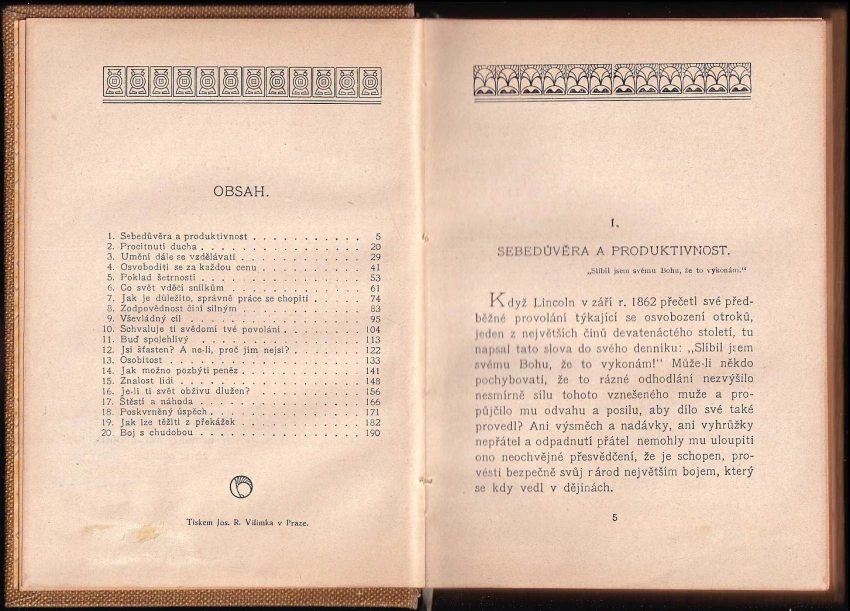 OBSAH.
1. Sebedůvěra a produktivnost . . . . . . . . . . . 5
2. Procitnutí ducha . . . . . . . . . . . . . . . . 20
3. Umění dále se vzdělávati . . . . . . . . . . . . 29
4. Osvoboditi se za každou cenu . . . . . . . . . . 41
5. Poklad šetrnosti . . . . . . . . . . . . . . . . 53
6. Co svět vděčí snílkům . . . . . . . . . . . . . 61
7. Jak je důležito, správně práce se chopiti . . . . . 74
8. Zodpovědnost činí silným . . . . . . . . . . . . 83
9. Vševládný cíl . . . . . . . . . . . . . . . . . 95
10. Schvaluje ti svědomí tvé povolání . . . . . . . . 104
11. Buď spolehlivý . . . . . . . . . . . . . . . . 113
12. Jsi šťasten? A ne-li, proč jím nejsi? . . . . . . . 122
13. Osobitost . . . . . . . . . . . . . . . . . . . 133
14. Jak možno pozbýti peněz . . . . . . . . . . . . 141
15. Znalost lidí . . . . . . . . . . . . . . . . . . 148
16. Je-li ti svět obživu dlužen? . . . . . . . . . . . 156
17. Štěstí a náhoda . . . . . . . . . . . . . . . . 166
18. Poskvrněný úspěch . . . . . . . . . . . . . . . 171
19. Jak lze těžiti z překážek . . . . . . . . . . . . 182
20. Boj s chudobou . . . . . . . . . . . . . . . . 190
Tiskem Jos. R. Vilímka v Praze.
I.
SEBEDŮVĚRA A PRODUKTIVNOST.
„Slíbil jsem svému Bohu, že to vykonám.“
Když Lincoln v září r. 1862 přečetl své před-
běžné provolání týkající se osvobození otroků,
jeden z největších činů devatenáctého století, tu
napsal tato slova do svého denníku: „Slíbil jsem
svému Bohu, že to vykonám!“ Může-li někdo
pochybovati, že to rázné odhodlání nezvýšilo
nesmírně sílu tohoto vznešeného muže a pro-
půjčilo mu odvahu a posilu, aby dílo své také
provedl? Ani výsměch a nadávky, ani vyhrůžky
nepřátel a odpadnutí přátel nemohly mu uloupiti
ono neochvějné přesvědčení, že je schopen, pro-
vésti bezpečně svůj národ největším bojem, který
se kdy vedl v dějinách.
5